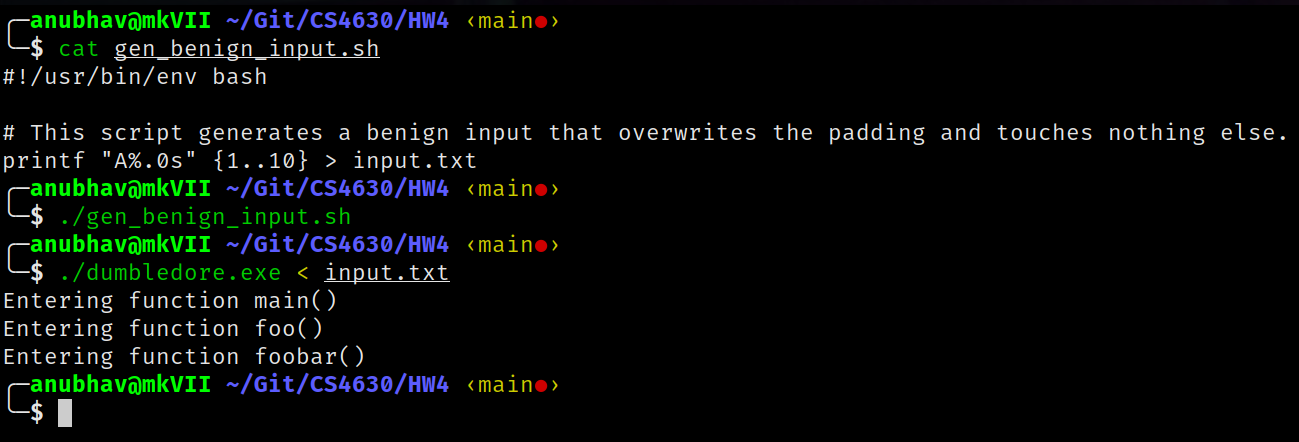 ╭─anubhav@mkVII ~/Git/CS4630/HW4 ‹main●›
╰─$ cat gen_benign_input.sh
#!/usr/bin/env bash

# This script generates a benign input that overwrites the padding and touches nothing else.
printf "A%.0s" {1..10} > input.txt
╭─anubhav@mkVII ~/Git/CS4630/HW4 ‹main●›
╰─$ ./gen_benign_input.sh
╭─anubhav@mkVII ~/Git/CS4630/HW4 ‹main●›
╰─$ ./dumbledore.exe < input.txt
Entering function main()
Entering function foo()
Entering function foobar()
╭─anubhav@mkVII ~/Git/CS4630/HW4 ‹main●›
╰─$